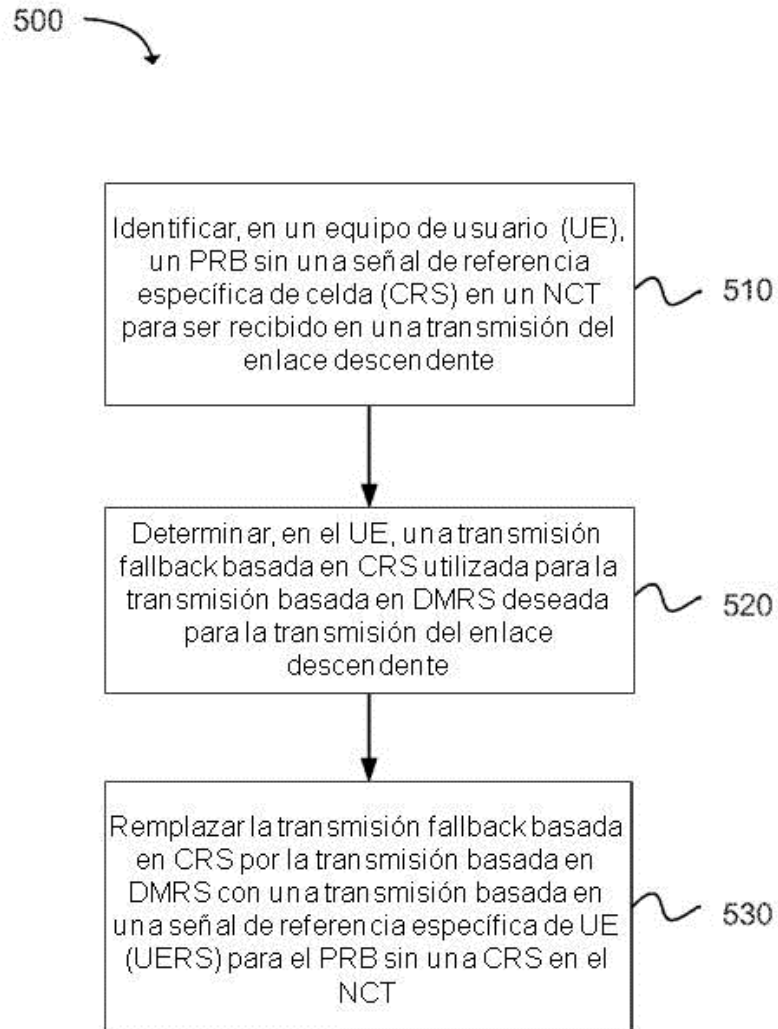 500
Identificar, en un equipo de usuario (UE),
un PRB sin una señal de referencia
específica de celda (CRS) en un NCT
para ser recibido en una transmisión del
enlace descendente
510
Determinar, en el UE, una transmisión
fallback basada en CRS utilizada para la
transmisión basada en DMRS deseada
para la transmisión del enlace
descendente
520
Remplazar la transmisión fallback basada
en CRS por la transmisión basada en
DMRS con una transmisión basada en
una señal de referencia específica de UE
(UERS) para el PRB sin una CRS en el
NCT
530